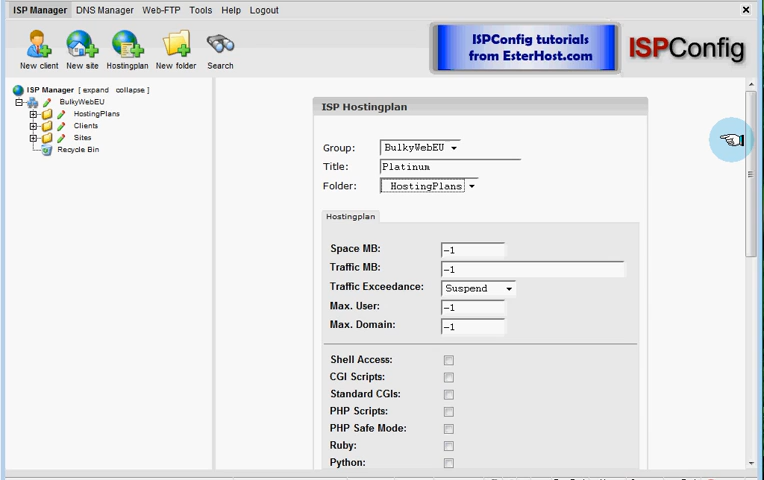 ISP Manager DNS Manager Web-FTP Tools Help Logout
New client New site Hostingplan New folder Search
ISPConfig tutorials
from EsterHost.com
ISPConfig
ISP Manager [ expand collapse ]
BulkyWebEU
HostingPlans
Clients
Sites
Recycle Bin
ISP Hostingplan
Group: BulkyWebEU
Title: Platinum
Folder: HostingPlans
Hostingplan
Space MB: -1
Traffic MB: -1
Traffic Exceedance: Suspend
Max. User: -1
Max. Domain: -1
Shell Access:
CGI Scripts:
Standard CGIs:
PHP Scripts:
PHP Safe Mode:
Ruby:
Python: